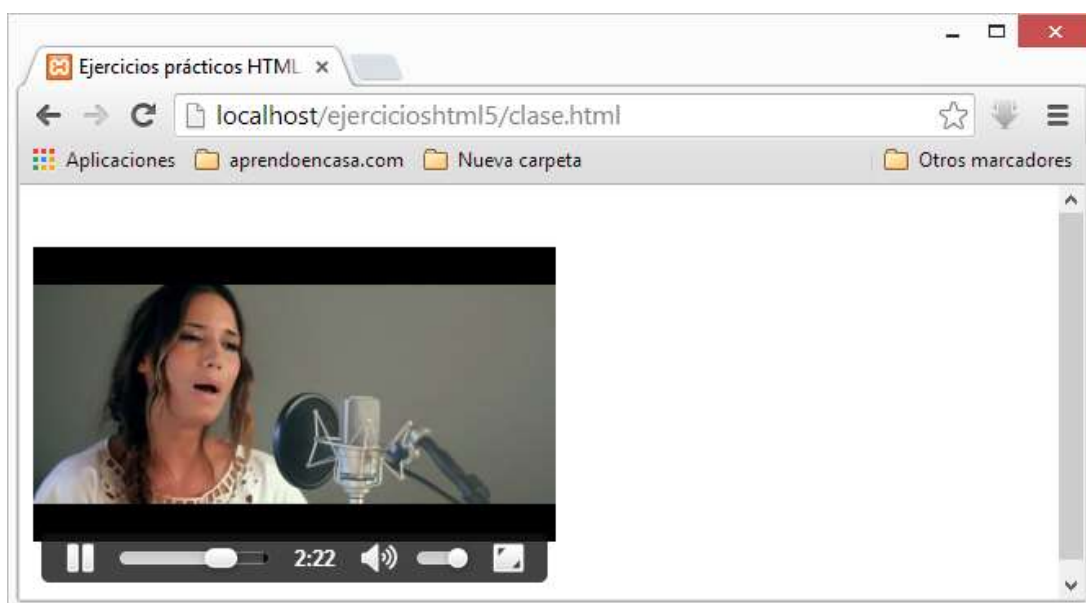 Ejercicios prácticos HTML
localhost/ejercicioshtml5/clase.html
Aplicaciones aprendoencasa.com Nueva carpeta Otros marcadores
2:22